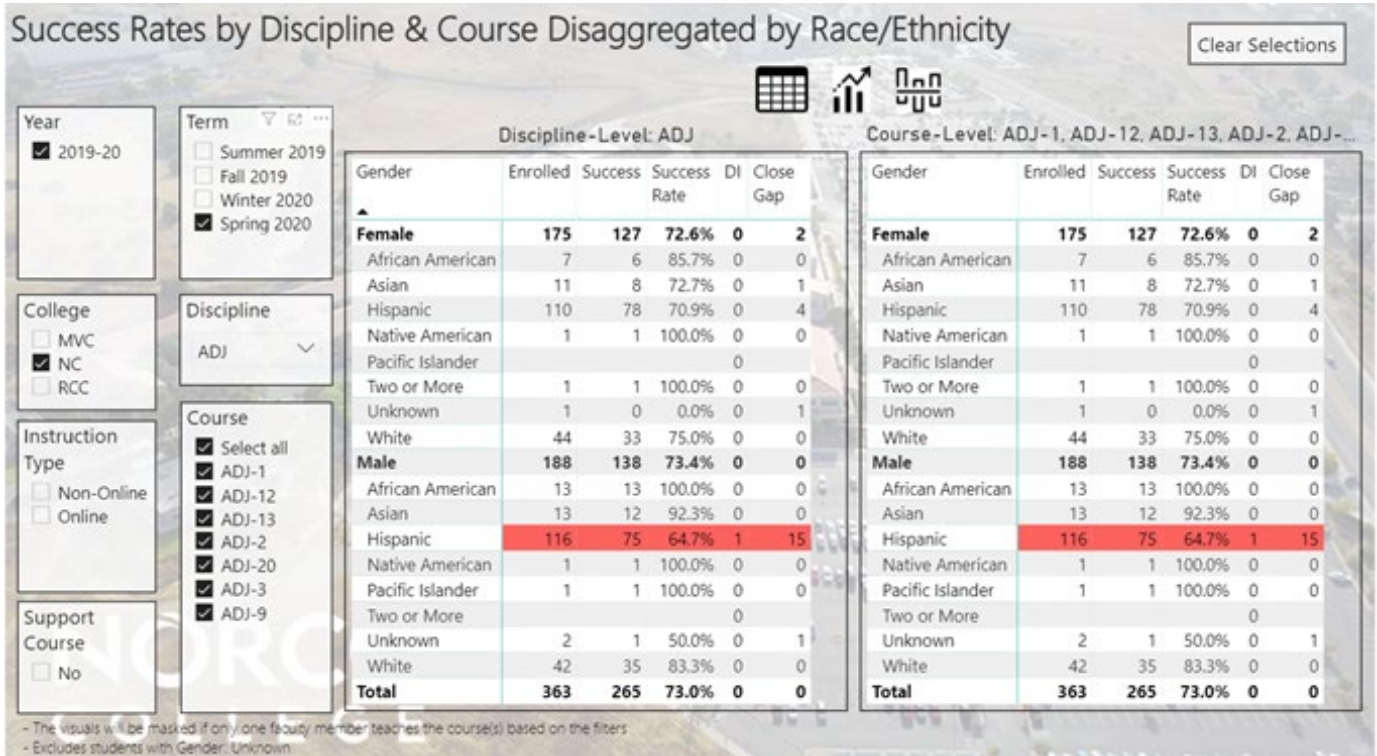 Success Rates by Discipline & Course Disaggregated by Race/Ethnicity
Clear Selections
Year
2019-20
Term
Summer 2019
Fall 2019
Winter 2020
Spring 2020
College
MVC
NC
RCC
Discipline
ADJ
Instruction
Type
Non-Online
Online
Course
Select all
ADJ-1
ADJ-12
ADJ-13
ADJ-2
ADJ-20
ADJ-3
ADJ-9
Support
Course
No
Discipline-Level: ADJ
Gender Enrolled Success Success Rate DI Close Gap
Female 175 127 72.6% 0 2
African American 7 6 85.7% 0 0
Asian 11 8 72.7% 0 1
Hispanic 110 78 70.9% 0 4
Native American 1 1 100.0% 0 0
Pacific Islander 0
Two or More 1 1 100.0% 0 0
Unknown 1 0 0.0% 0 1
White 44 33 75.0% 0 0
Male 188 138 73.4% 0 0
African American 13 13 100.0% 0 0
Asian 13 12 92.3% 0 0
Hispanic 116 75 64.7% 1 15
Native American 1 1 100.0% 0 0
Pacific Islander 1 1 100.0% 0 0
Two or More 0
Unknown 2 1 50.0% 0 1
White 42 35 83.3% 0 0
Total 363 265 73.0% 0 0
Course-Level: ADJ-1, ADJ-12, ADJ-13, ADJ-2, ADJ-...
Gender Enrolled Success Success Rate DI Close Gap
Female 175 127 72.6% 0 2
African American 7 6 85.7% 0 0
Asian 11 8 72.7% 0 1
Hispanic 110 78 70.9% 0 4
Native American 1 1 100.0% 0 0
Pacific Islander 0
Two or More 1 1 100.0% 0 0
Unknown 1 0 0.0% 0 1
White 44 33 75.0% 0 0
Male 188 138 73.4% 0 0
African American 13 13 100.0% 0 0
Asian 13 12 92.3% 0 0
Hispanic 116 75 64.7% 1 15
Native American 1 1 100.0% 0 0
Pacific Islander 1 1 100.0% 0 0
Two or More 0
Unknown 2 1 50.0% 0 1
White 42 35 83.3% 0 0
Total 363 265 73.0% 0 0
NORC
COLLEGE
- The visuals will be masked if only one faculty member teaches the course(s) based on the filters
- Excludes students with Gender: Unknown